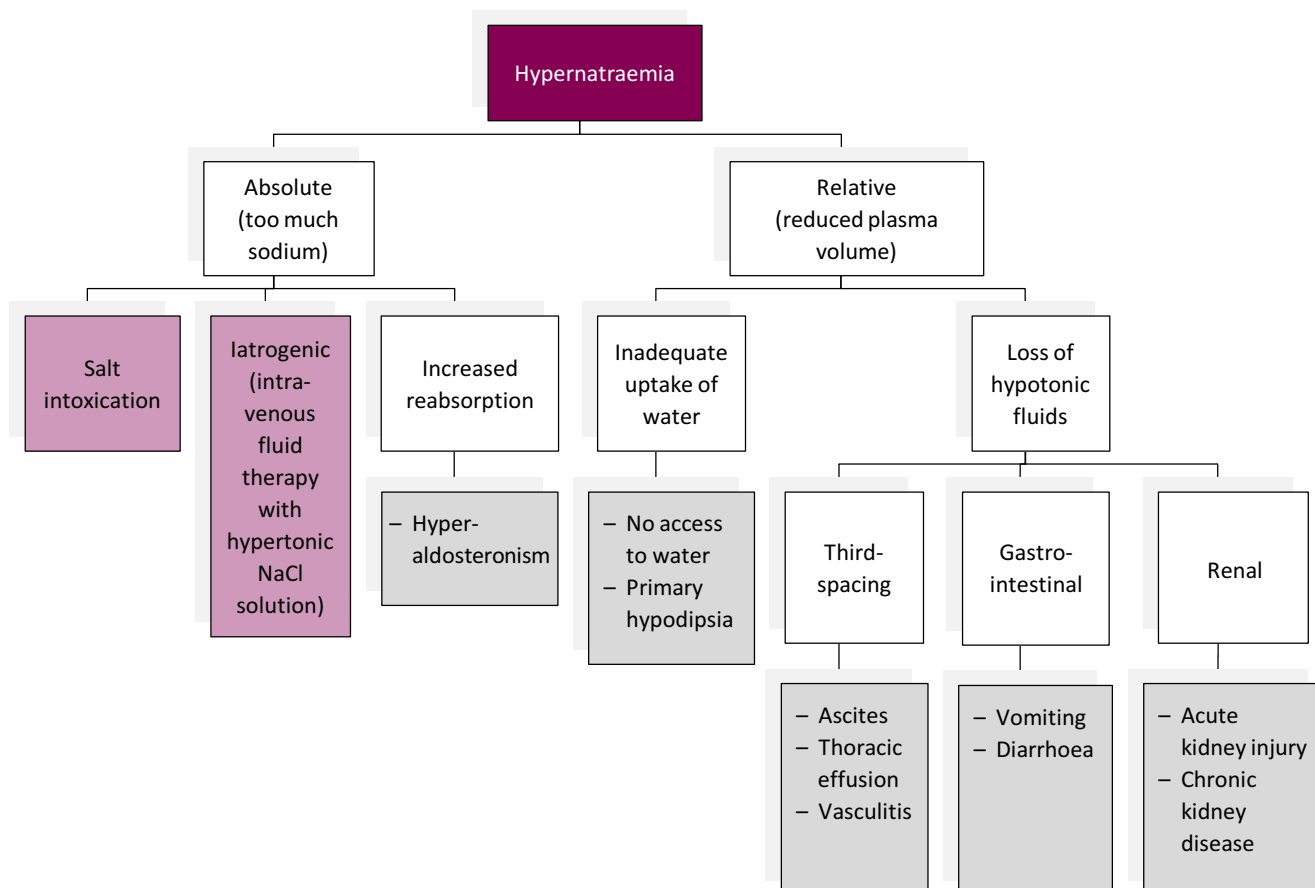 Hypernatraemia
Absolute
(too much
sodium)
Relative
(reduced plasma
volume)
Salt
intoxication
Iatrogenic
(intra-
venous
fluid
therapy
with
hypertonic
NaCl
solution)
Increased
reabsorption
Inadequate
uptake of
water
Loss of
hypotonic
fluids
– Hyper-
aldosteronism
– No access
to water
– Primary
hypodipsia
Third-
spacing
Gastro-
intestinal
Renal
– Ascites
– Thoracic
effusion
– Vasculitis
– Vomiting
– Diarrhoea
– Acute
kidney injury
– Chronic
kidney
disease